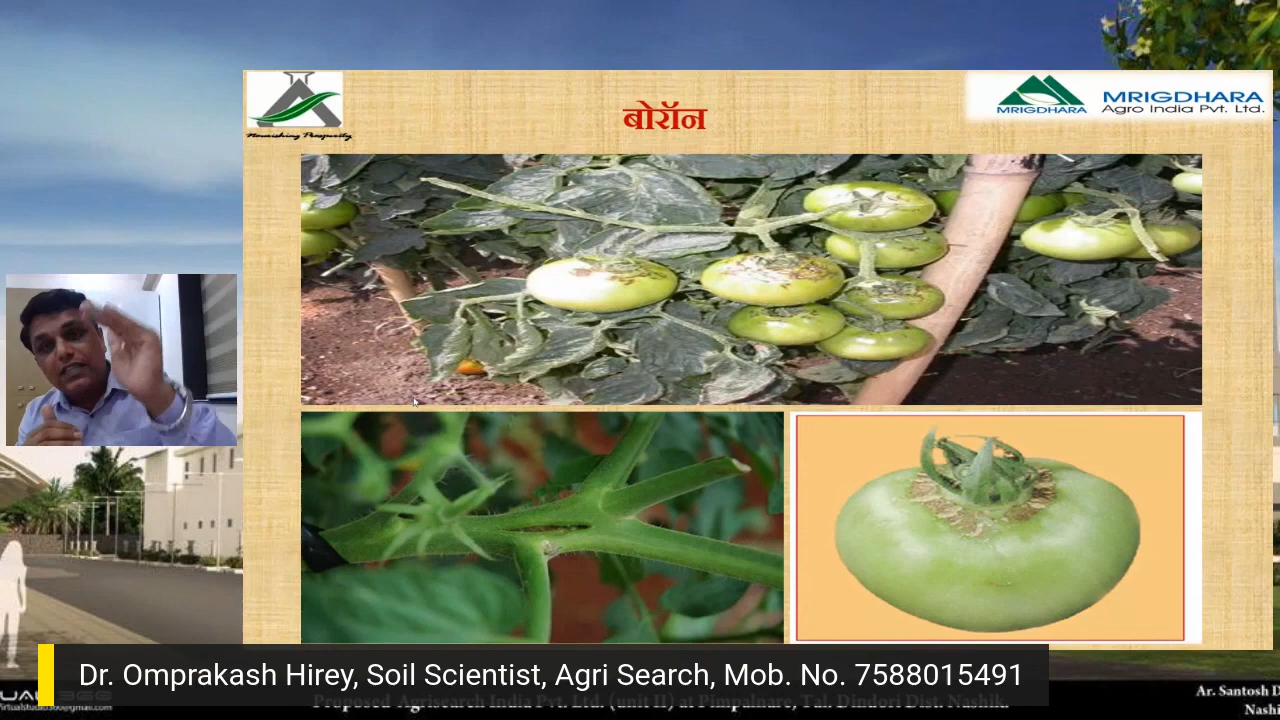 Nourishing Prosperity
बोरॉन
MRIGDHARA
MRIGDHARA
Agro India Pvt. Ltd.
Dr. Omprakash Hirey, Soil Scientist, Agri Search, Mob. No. 7588015491
Proposed Agrisearch India Pvt. Ltd. (unit II) at Pimpalnare, Tal. Dindori Dist. Nashik
Ar. Santosh D
Nashi